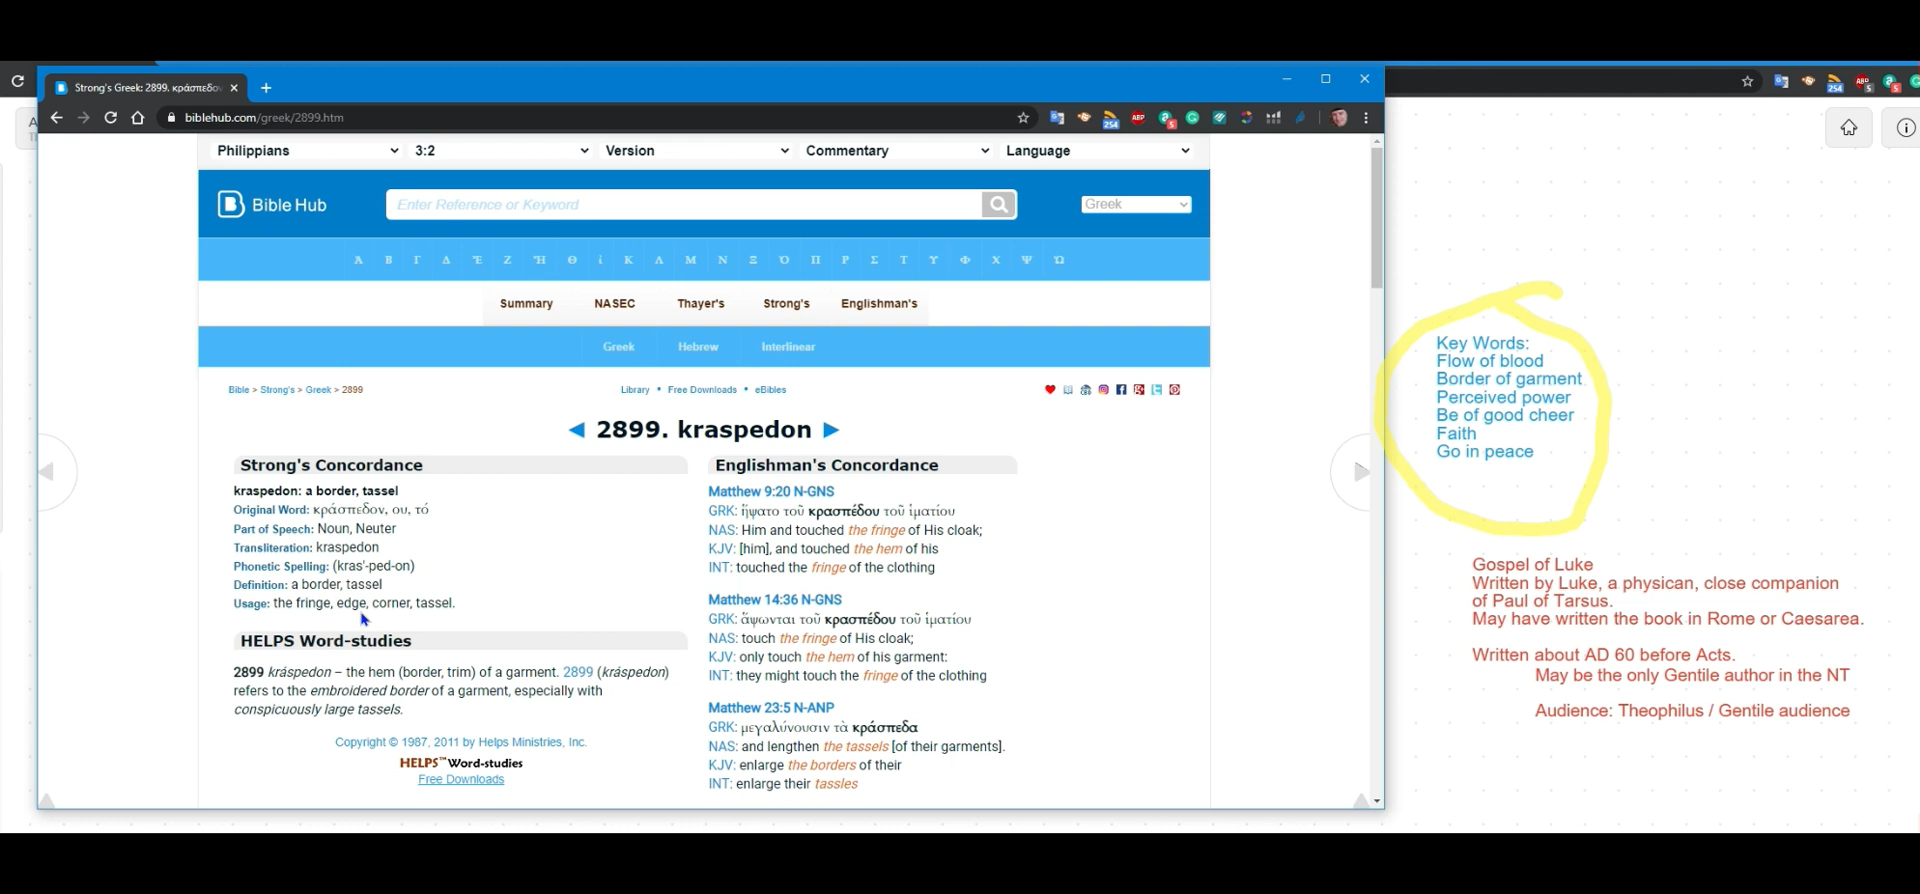 Strong's Greek: 2899. κράσπεδο
biblehub.com/greek/2899.htm
254
ABP
5
254
ABP
5
5
Philippians
3:2
Version
Commentary
Language
Bible Hub
Enter Reference or Keyword
Greek
Ἀ Β Γ Δ Ἐ Ζ Ἡ Θ ἰ Κ Λ Μ Ν Ξ Ὀ Π Ρ Σ Τ Υ Φ Χ Ψ Ὠ
Summary NASEC Thayer's Strong's Englishman's
Greek Hebrew Interlinear
Bible > Strong's > Greek > 2899
Library • Free Downloads • eBibles
◄ 2899. kraspedon ►
Strong's Concordance
kraspedon: a border, tassel
Original Word: κράσπεδον, ου, τό
Part of Speech: Noun, Neuter
Transliteration: kraspedon
Phonetic Spelling: (kras'-ped-on)
Definition: a border, tassel
Usage: the fringe, edge, corner, tassel.
HELPS Word-studies
2899 kráspedon – the hem (border, trim) of a garment. 2899 (kráspedon)
refers to the embroidered border of a garment, especially with
conspicuously large tassels.
Copyright © 1987, 2011 by Helps Ministries, Inc.
HELPS™Word-studies
Free Downloads
Englishman's Concordance
Matthew 9:20 N-GNS
GRK: ἥψατο τοῦ κρασπέδου τοῦ ἱματίου
NAS: Him and touched the fringe of His cloak;
KJV: [him], and touched the hem of his
INT: touched the fringe of the clothing
Matthew 14:36 N-GNS
GRK: ἅψωνται τοῦ κρασπέδου τοῦ ἱματίου
NAS: touch the fringe of His cloak;
KJV: only touch the hem of his garment:
INT: they might touch the fringe of the clothing
Matthew 23:5 N-ANP
GRK: μεγαλύνουσιν τὰ κράσπεδα
NAS: and lengthen the tassels [of their garments].
KJV: enlarge the borders of their
INT: enlarge their tassles
Key Words:
Flow of blood
Border of garment
Perceived power
Be of good cheer
Faith
Go in peace
Gospel of Luke
Written by Luke, a physican, close companion
of Paul of Tarsus.
May have written the book in Rome or Caesarea.
Written about AD 60 before Acts.
May be the only Gentile author in the NT
Audience: Theophilus / Gentile audience